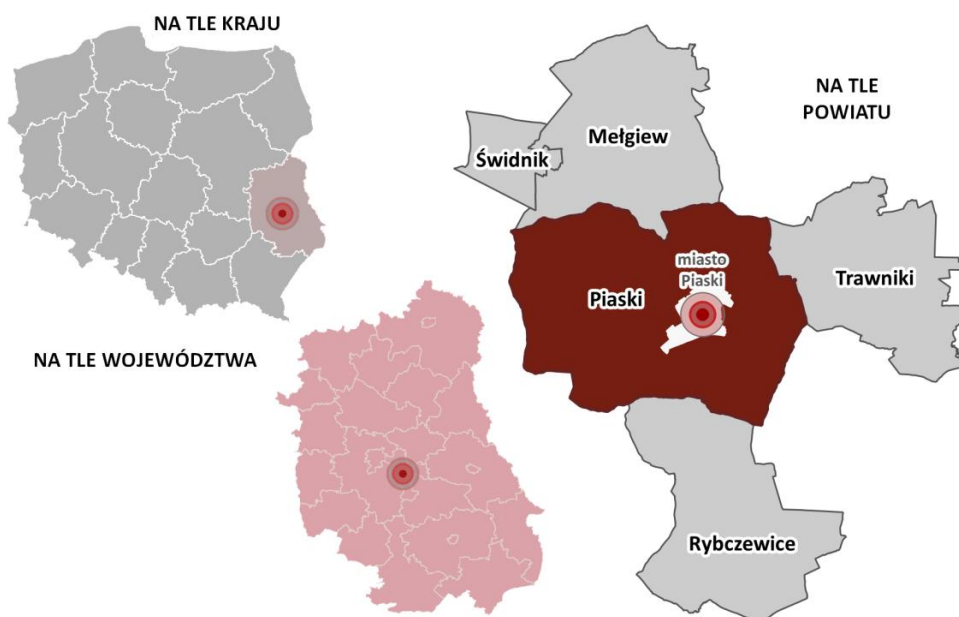 NA TLE KRAJU
NA TLE
POWIATU
Mełgiew
Świdnik
miasto
Piaski
Piaski
Trawniki
NA TLE WOJEWÓDZTWA
Rybczewice